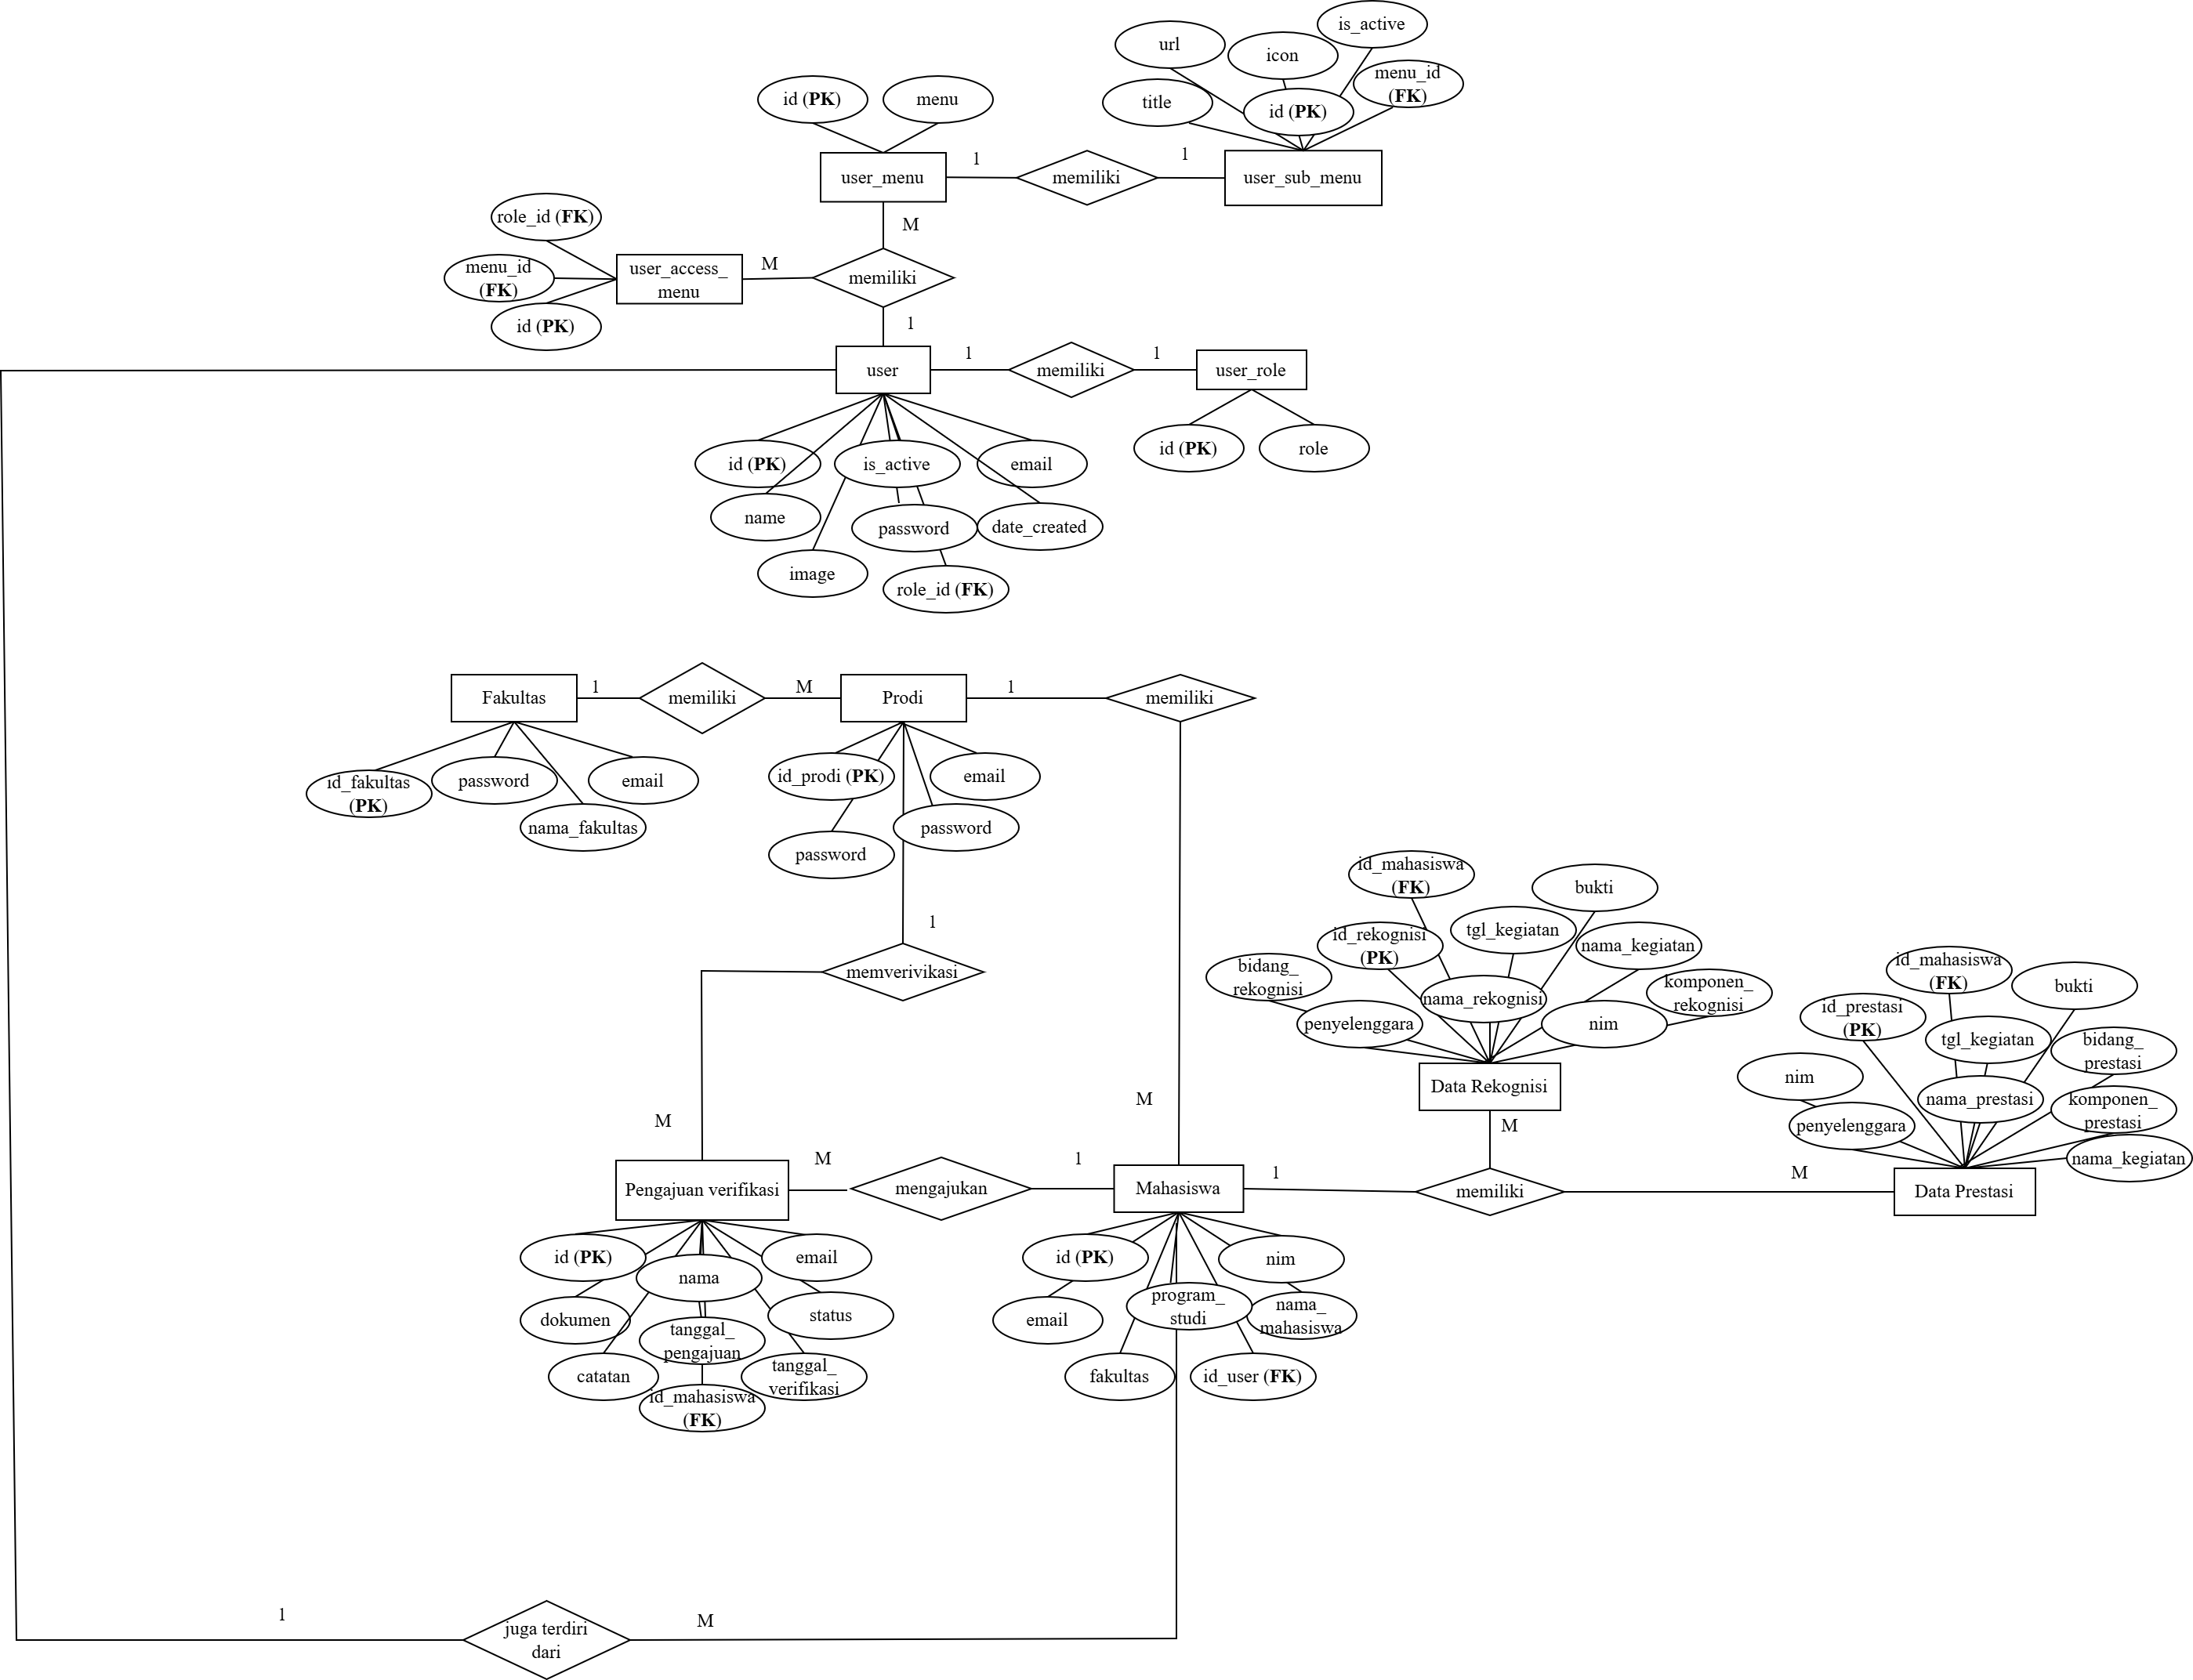 is_active
url
icon
menu_id
(FK)
id (PK)
menu
title
id (PK)
1
1
user_menu
memiliki
user_sub_menu
role_id (FK)
M
menu_id
(FK)
user_access_
menu
M
memiliki
id (PK)
1
1
1
user
memiliki
user_role
id (PK)
is_active
email
id (PK)
role
name
password
date_created
image
role_id (FK)
Fakultas
1
memiliki
M
Prodi
1
memiliki
id_fakultas
(PK)
password
email
nama_fakultas
id_prodi (PK)
email
password
password
1
memverivikasi
id_mahasiswa
(FK)
bukti
id_rekognisi
(PK)
tgl_kegiatan
nama_kegiatan
bidang_
rekognisi
nama_rekognisi
komponen_
rekognisi
penyelenggara
nim
Data Rekognisi
M
id_mahasiswa
(FK)
bukti
id_prestasi
(PK)
tgl_kegiatan
bidang_
prestasi
nim
nama_prestasi
komponen_
prestasi
penyelenggara
nama_kegiatan
M
M
Pengajuan verifikasi
M
mengajukan
1
Mahasiswa
1
memiliki
M
Data Prestasi
id (PK)
nama
email
dokumen
status
tanggal_
pengajuan
catatan
tanggal_
verifikasi
id_mahasiswa
(FK)
id (PK)
nim
email
program_
studi
nama_
mahasiswa
fakultas
id_user (FK)
1
juga terdiri
dari
M